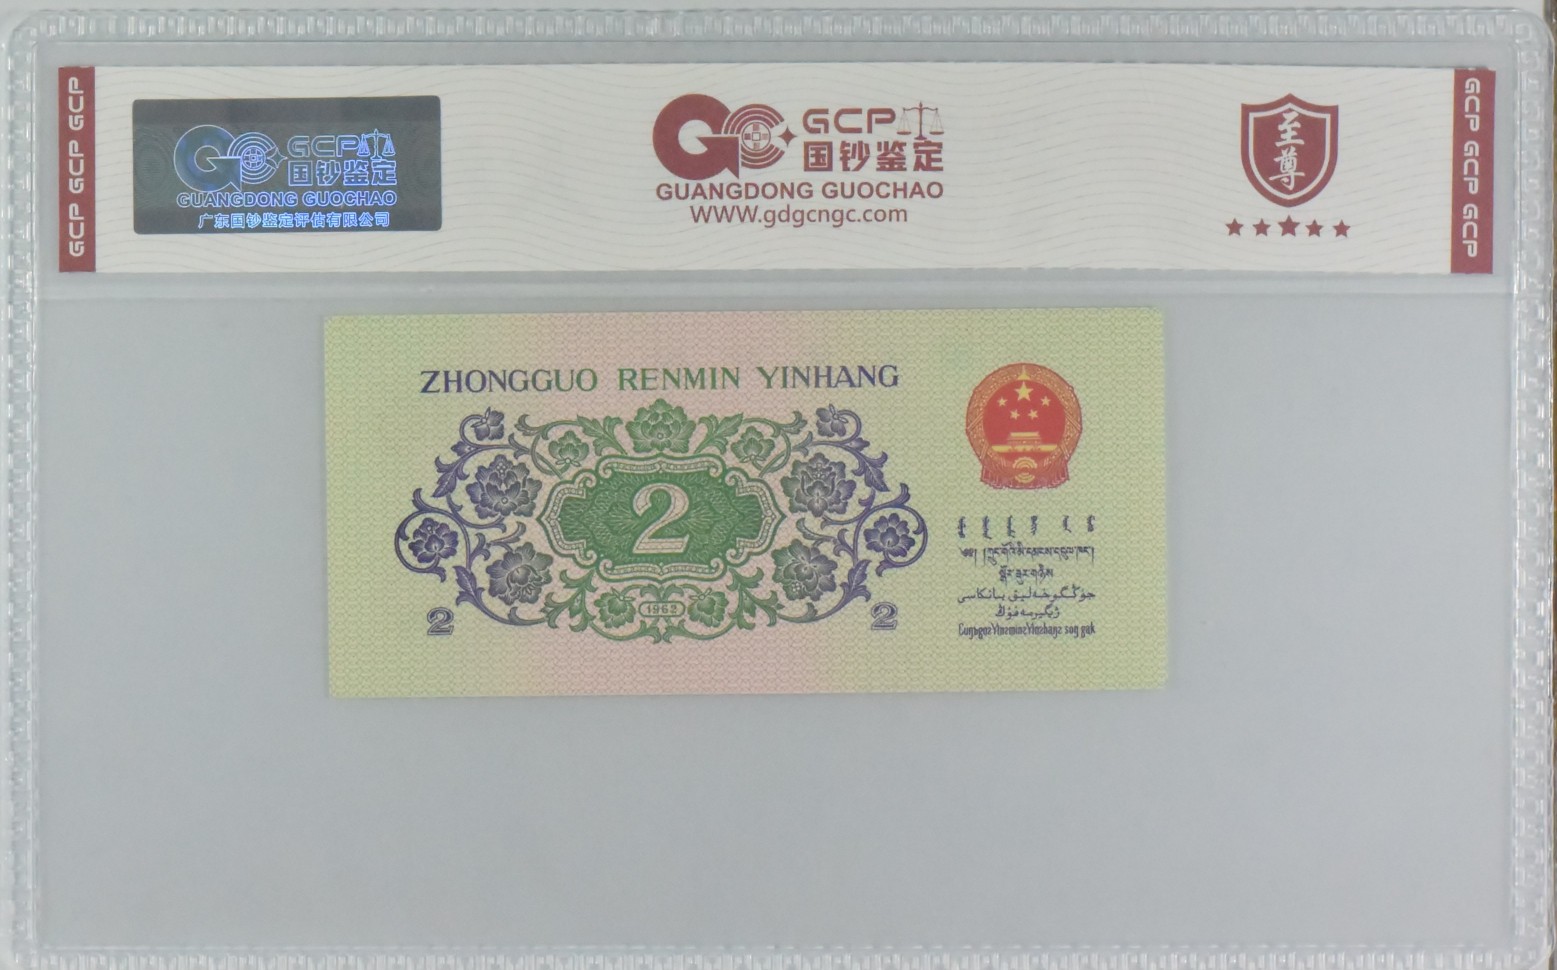 GCP GCP GCP
GCP
国钞鉴定
GUANGDONG GUOCHAO
广东国钞鉴定评估有限公司
GCP
国钞鉴定
GUANGDONG GUOCHAO
WWW.gdgcngc.com
至尊
GCP GCP GCP
ZHONGGUO RENMIN YINHANG
2
1962
2
2